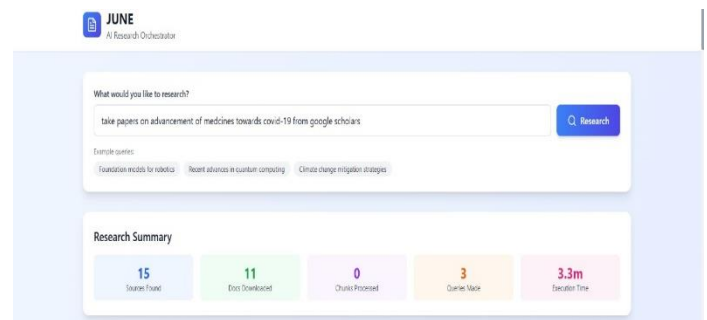 JUNE
AI Research Orchestrator
What would you like to research?
take papers on advancement of medcines towards covid-19 from google scholars
Research
Example queries:
Foundation models for robotics Recent advances in quantum computing Climate change mitigation strategies
Research Summary
15 11 0 3 3.3m
Sources Found Docs Downloaded Chunks Processed Queries Made Execution Time